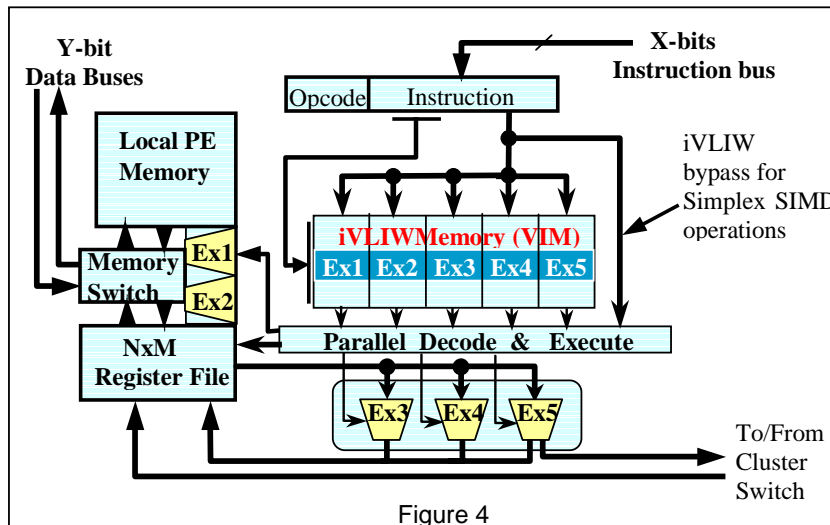 X-bits
Instruction bus
Y-bit
Data Buses
Opcode
Instruction
Local PE
Memory
iVLIW
bypass for
Simplex SIMD
operations
iVLIWMemory (VIM)
Ex1 Ex2 Ex3 Ex4 Ex5
Ex1
Memory
Switch
Ex2
Parallel Decode & Execute
NxM
Register File
Ex3 Ex4 Ex5
To/From
Cluster
Switch
Figure 4